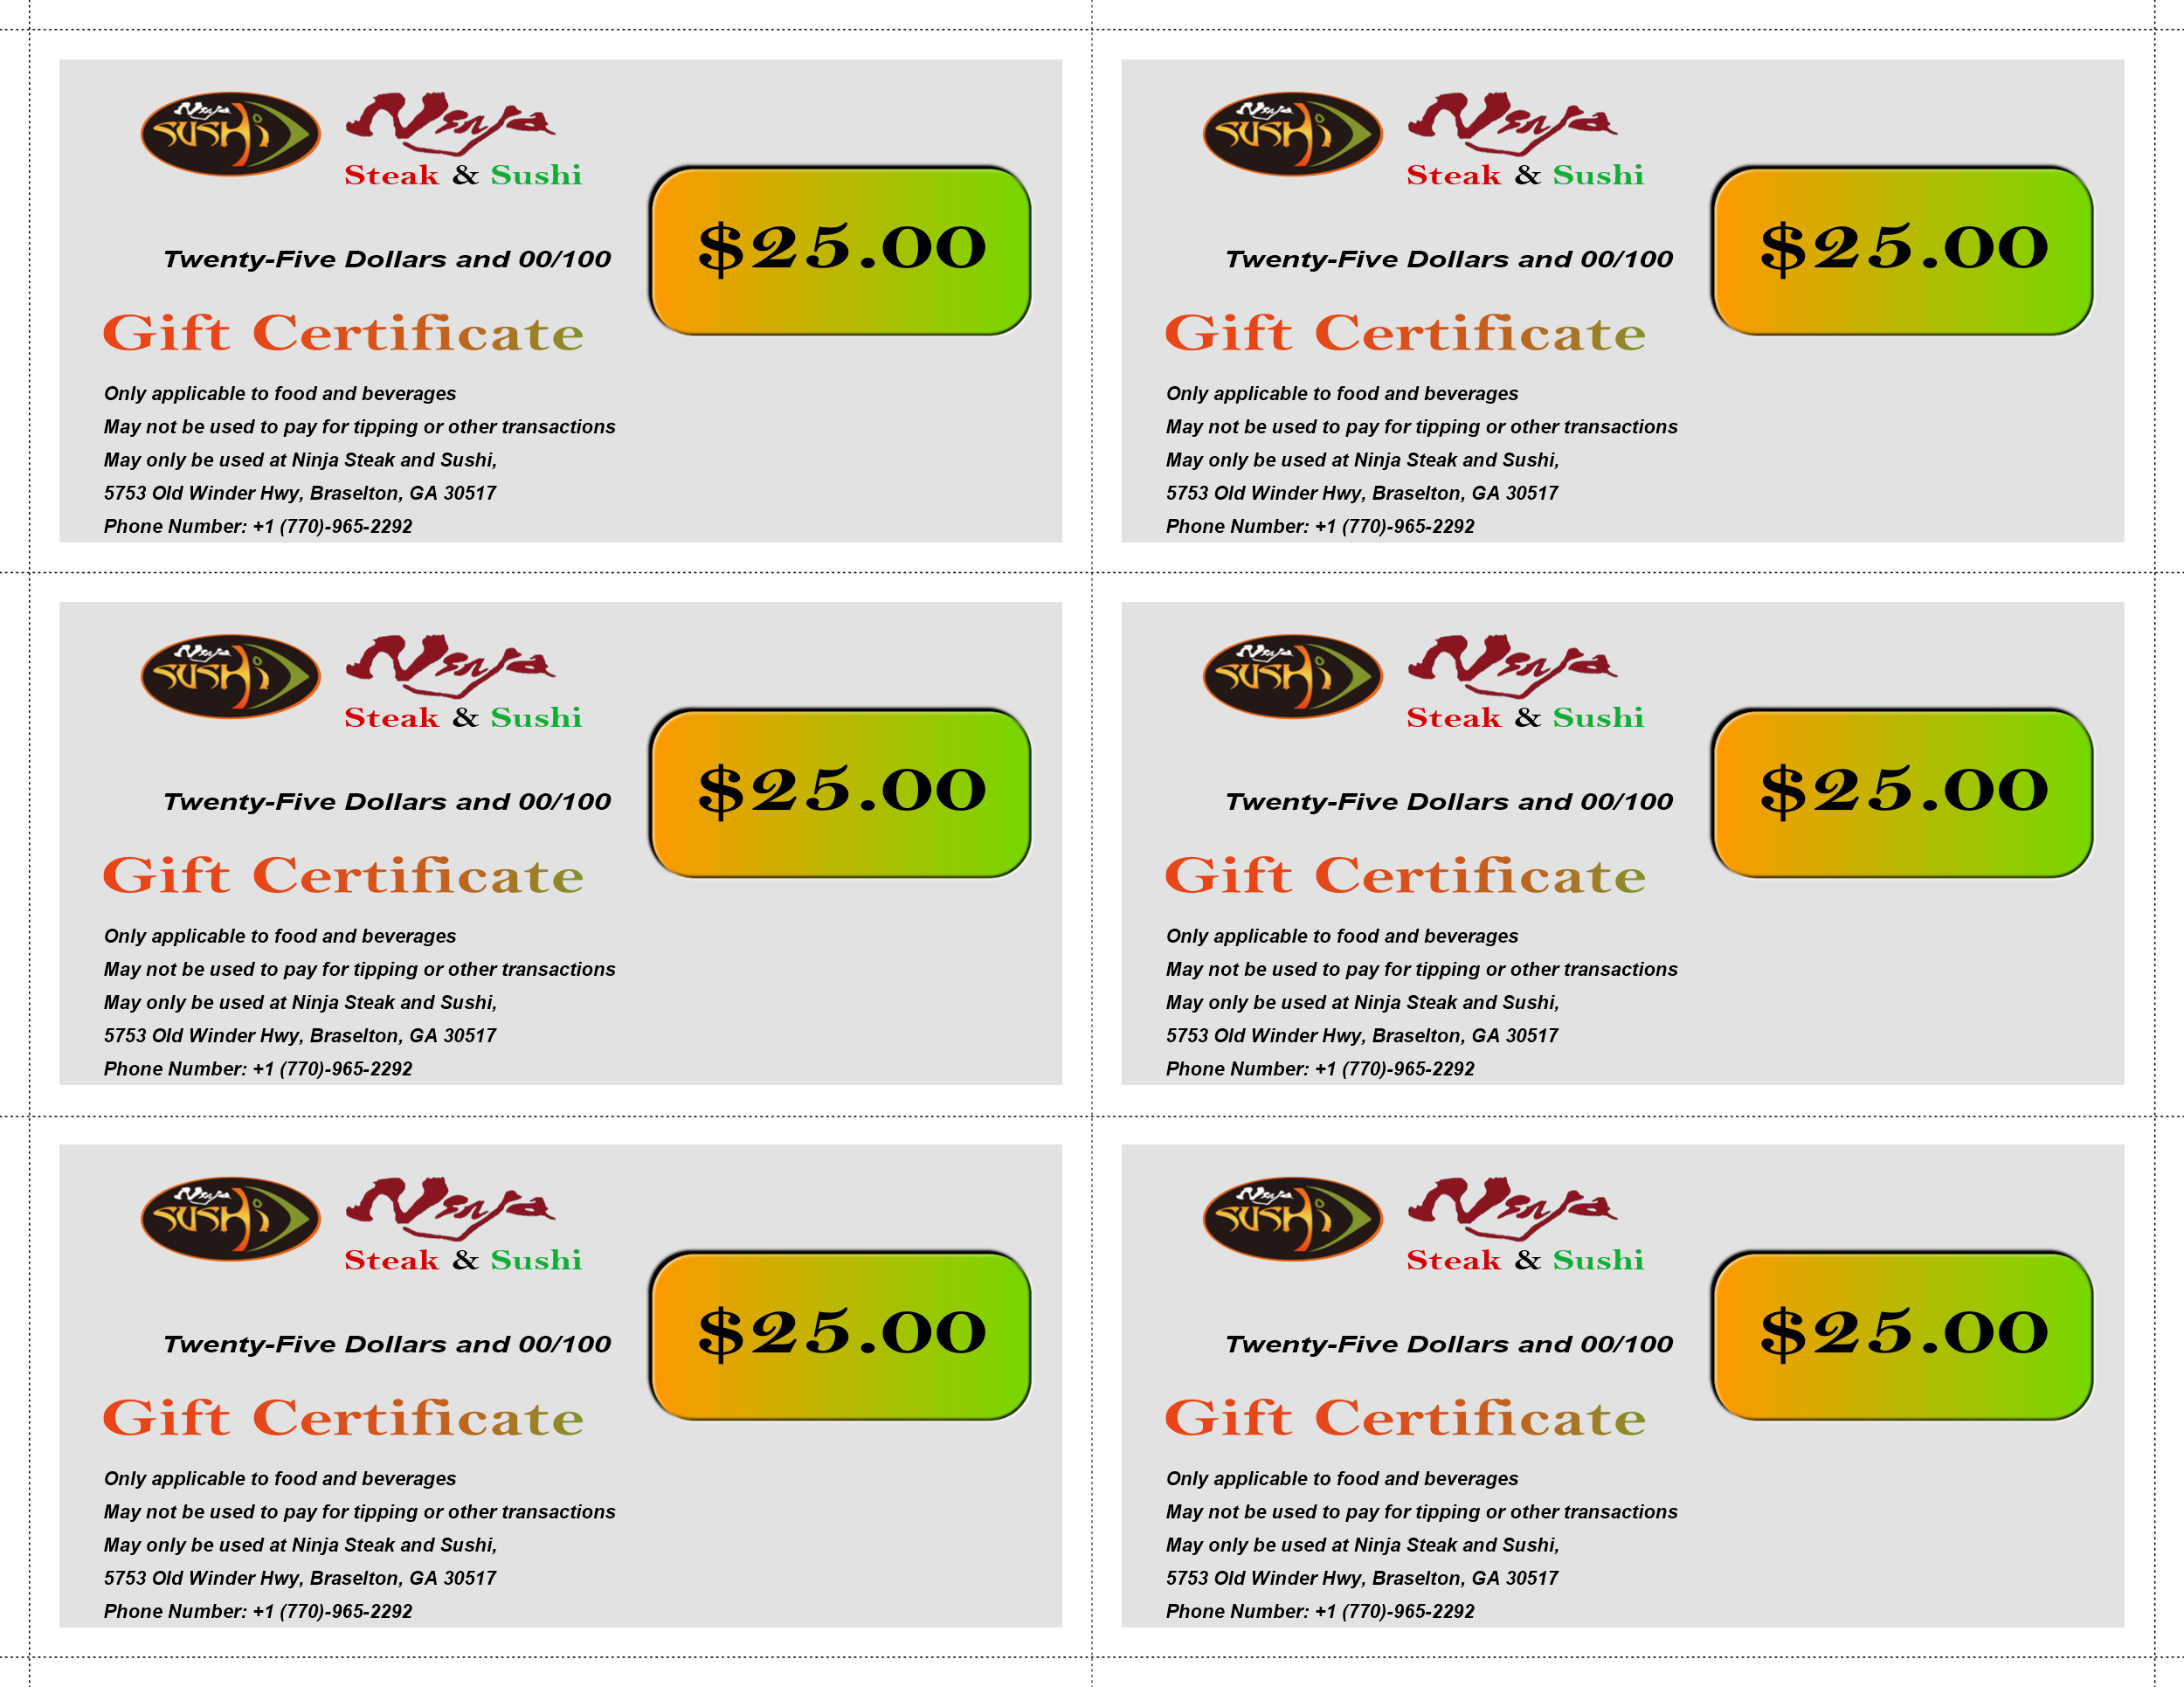 Ninja
SUSHi
Ninja
Steak & Sushi
$25.00
Twenty-Five Dollars and 00/100
Gift Certificate
Only applicable to food and beverages
May not be used to pay for tipping or other transactions
May only be used at Ninja Steak and Sushi,
5753 Old Winder Hwy, Braselton, GA 30517
Phone Number: +1 (770)-965-2292
Ninja
SUSHi
Ninja
Steak & Sushi
$25.00
Twenty-Five Dollars and 00/100
Gift Certificate
Only applicable to food and beverages
May not be used to pay for tipping or other transactions
May only be used at Ninja Steak and Sushi,
5753 Old Winder Hwy, Braselton, GA 30517
Phone Number: +1 (770)-965-2292
Ninja
SUSHi
Ninja
Steak & Sushi
$25.00
Twenty-Five Dollars and 00/100
Gift Certificate
Only applicable to food and beverages
May not be used to pay for tipping or other transactions
May only be used at Ninja Steak and Sushi,
5753 Old Winder Hwy, Braselton, GA 30517
Phone Number: +1 (770)-965-2292
Ninja
SUSHi
Ninja
Steak & Sushi
$25.00
Twenty-Five Dollars and 00/100
Gift Certificate
Only applicable to food and beverages
May not be used to pay for tipping or other transactions
May only be used at Ninja Steak and Sushi,
5753 Old Winder Hwy, Braselton, GA 30517
Phone Number: +1 (770)-965-2292
Ninja
SUSHi
Ninja
Steak & Sushi
$25.00
Twenty-Five Dollars and 00/100
Gift Certificate
Only applicable to food and beverages
May not be used to pay for tipping or other transactions
May only be used at Ninja Steak and Sushi,
5753 Old Winder Hwy, Braselton, GA 30517
Phone Number: +1 (770)-965-2292
Ninja
SUSHi
Ninja
Steak & Sushi
$25.00
Twenty-Five Dollars and 00/100
Gift Certificate
Only applicable to food and beverages
May not be used to pay for tipping or other transactions
May only be used at Ninja Steak and Sushi,
5753 Old Winder Hwy, Braselton, GA 30517
Phone Number: +1 (770)-965-2292